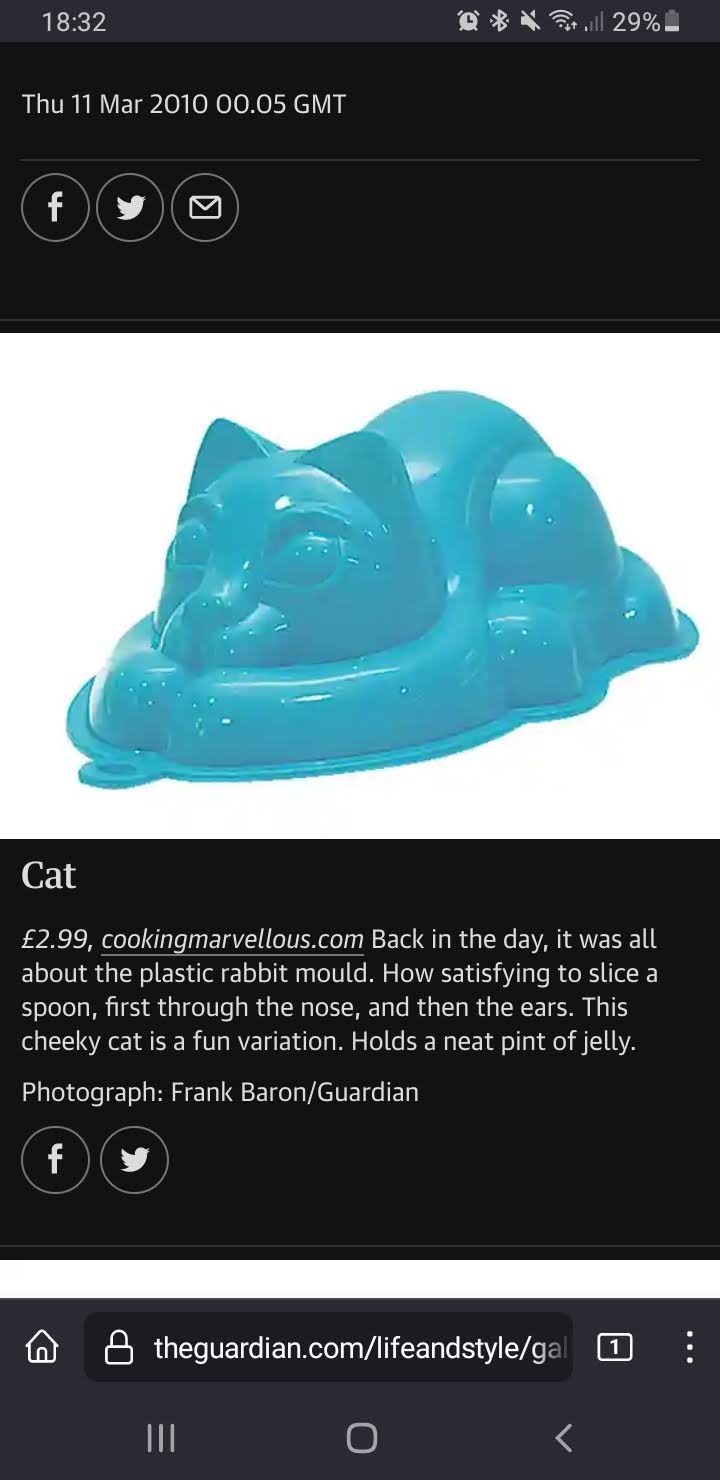 18:32
29%
Thu 11 Mar 2010 00.05 GMT
Cat
£2.99, cookingmarvellous.com Back in the day, it was all
about the plastic rabbit mould. How satisfying to slice a
spoon, first through the nose, and then the ears. This
cheeky cat is a fun variation. Holds a neat pint of jelly.
Photograph: Frank Baron/Guardian
theguardian.com/lifeandstyle/gal
1